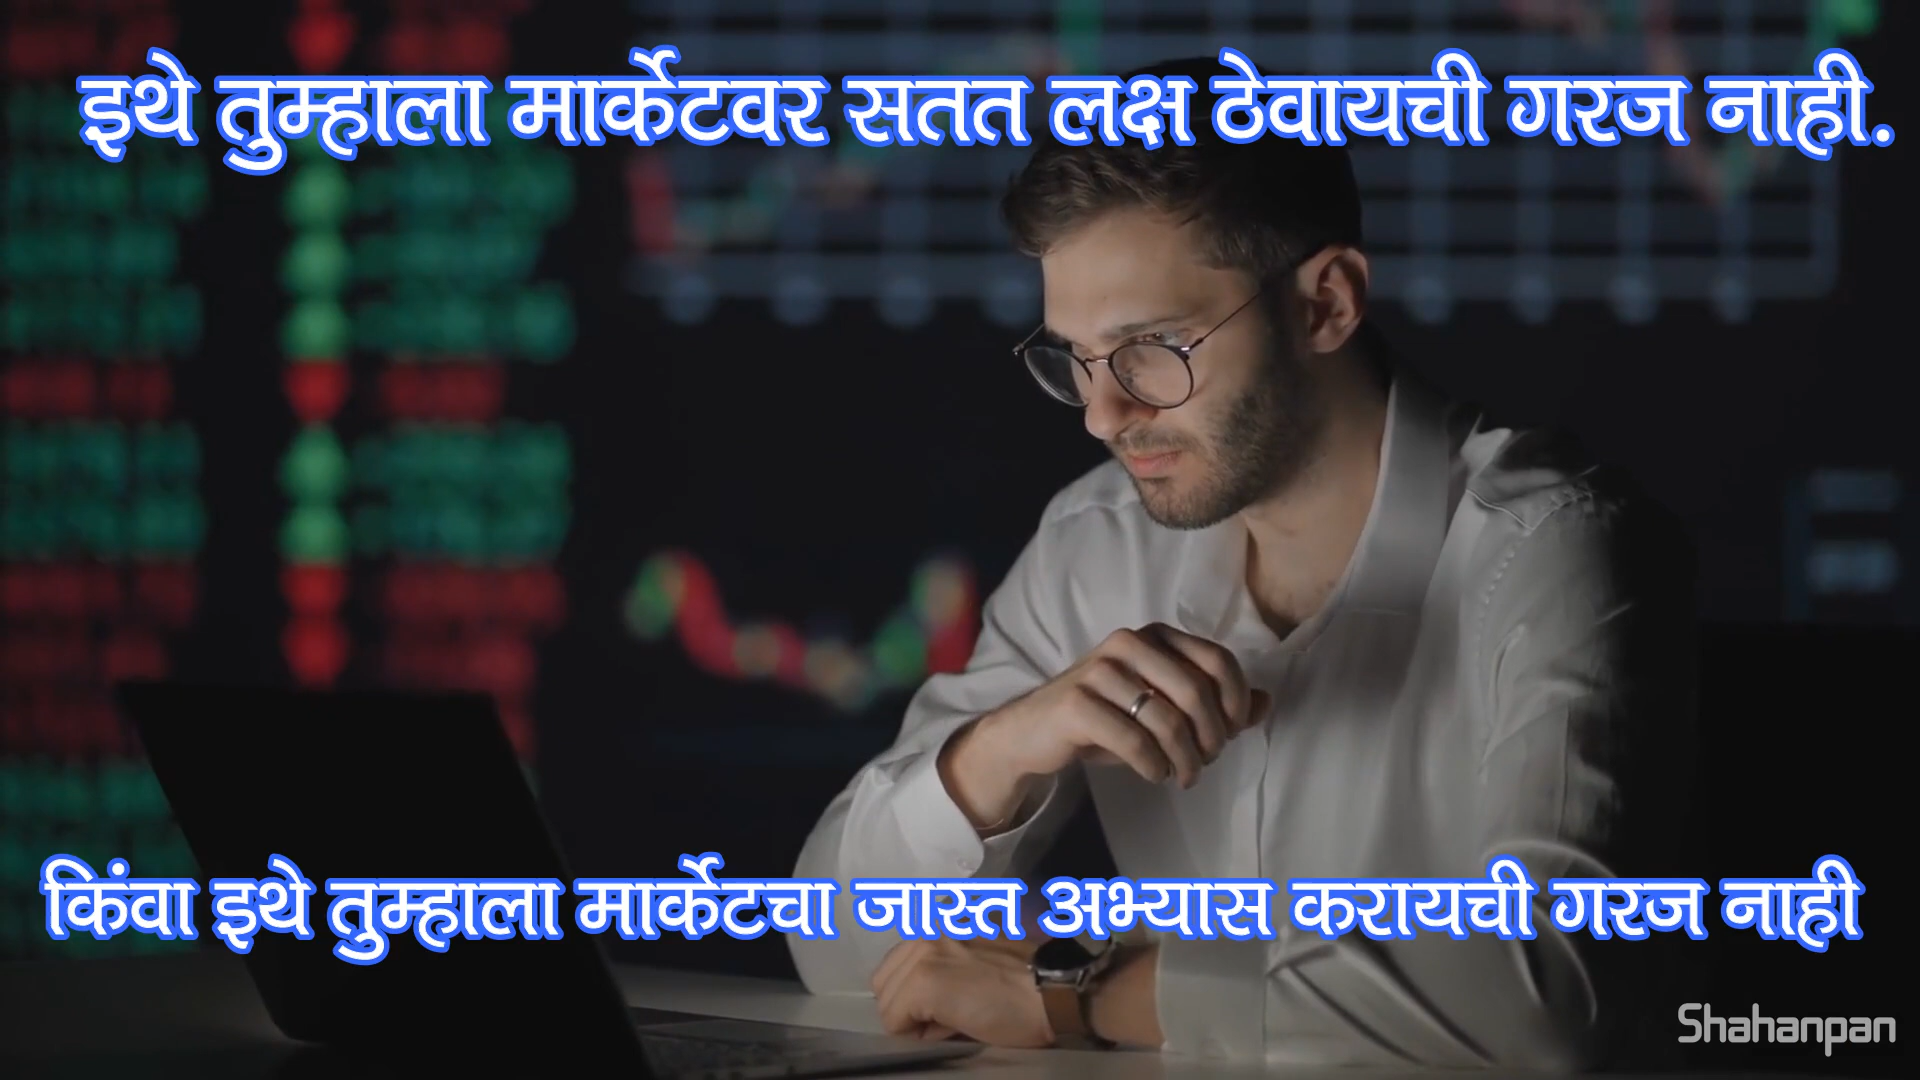 इथे तुम्हाला मार्केटवर सतत लक्ष ठेवायची गरज नाही.
किंवा इथे तुम्हाला मार्केटचा जास्त अभ्यास करायची गरज नाही
Shahanpan